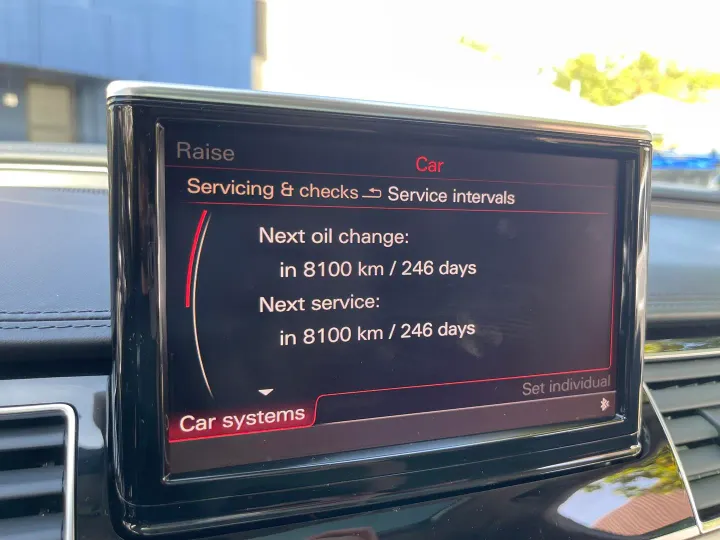 Raise
Car
Servicing & checks Service intervals
Next oil change:
in 8100 km / 246 days
Next service:
in 8100 km / 246 days
Set individual
Car systems